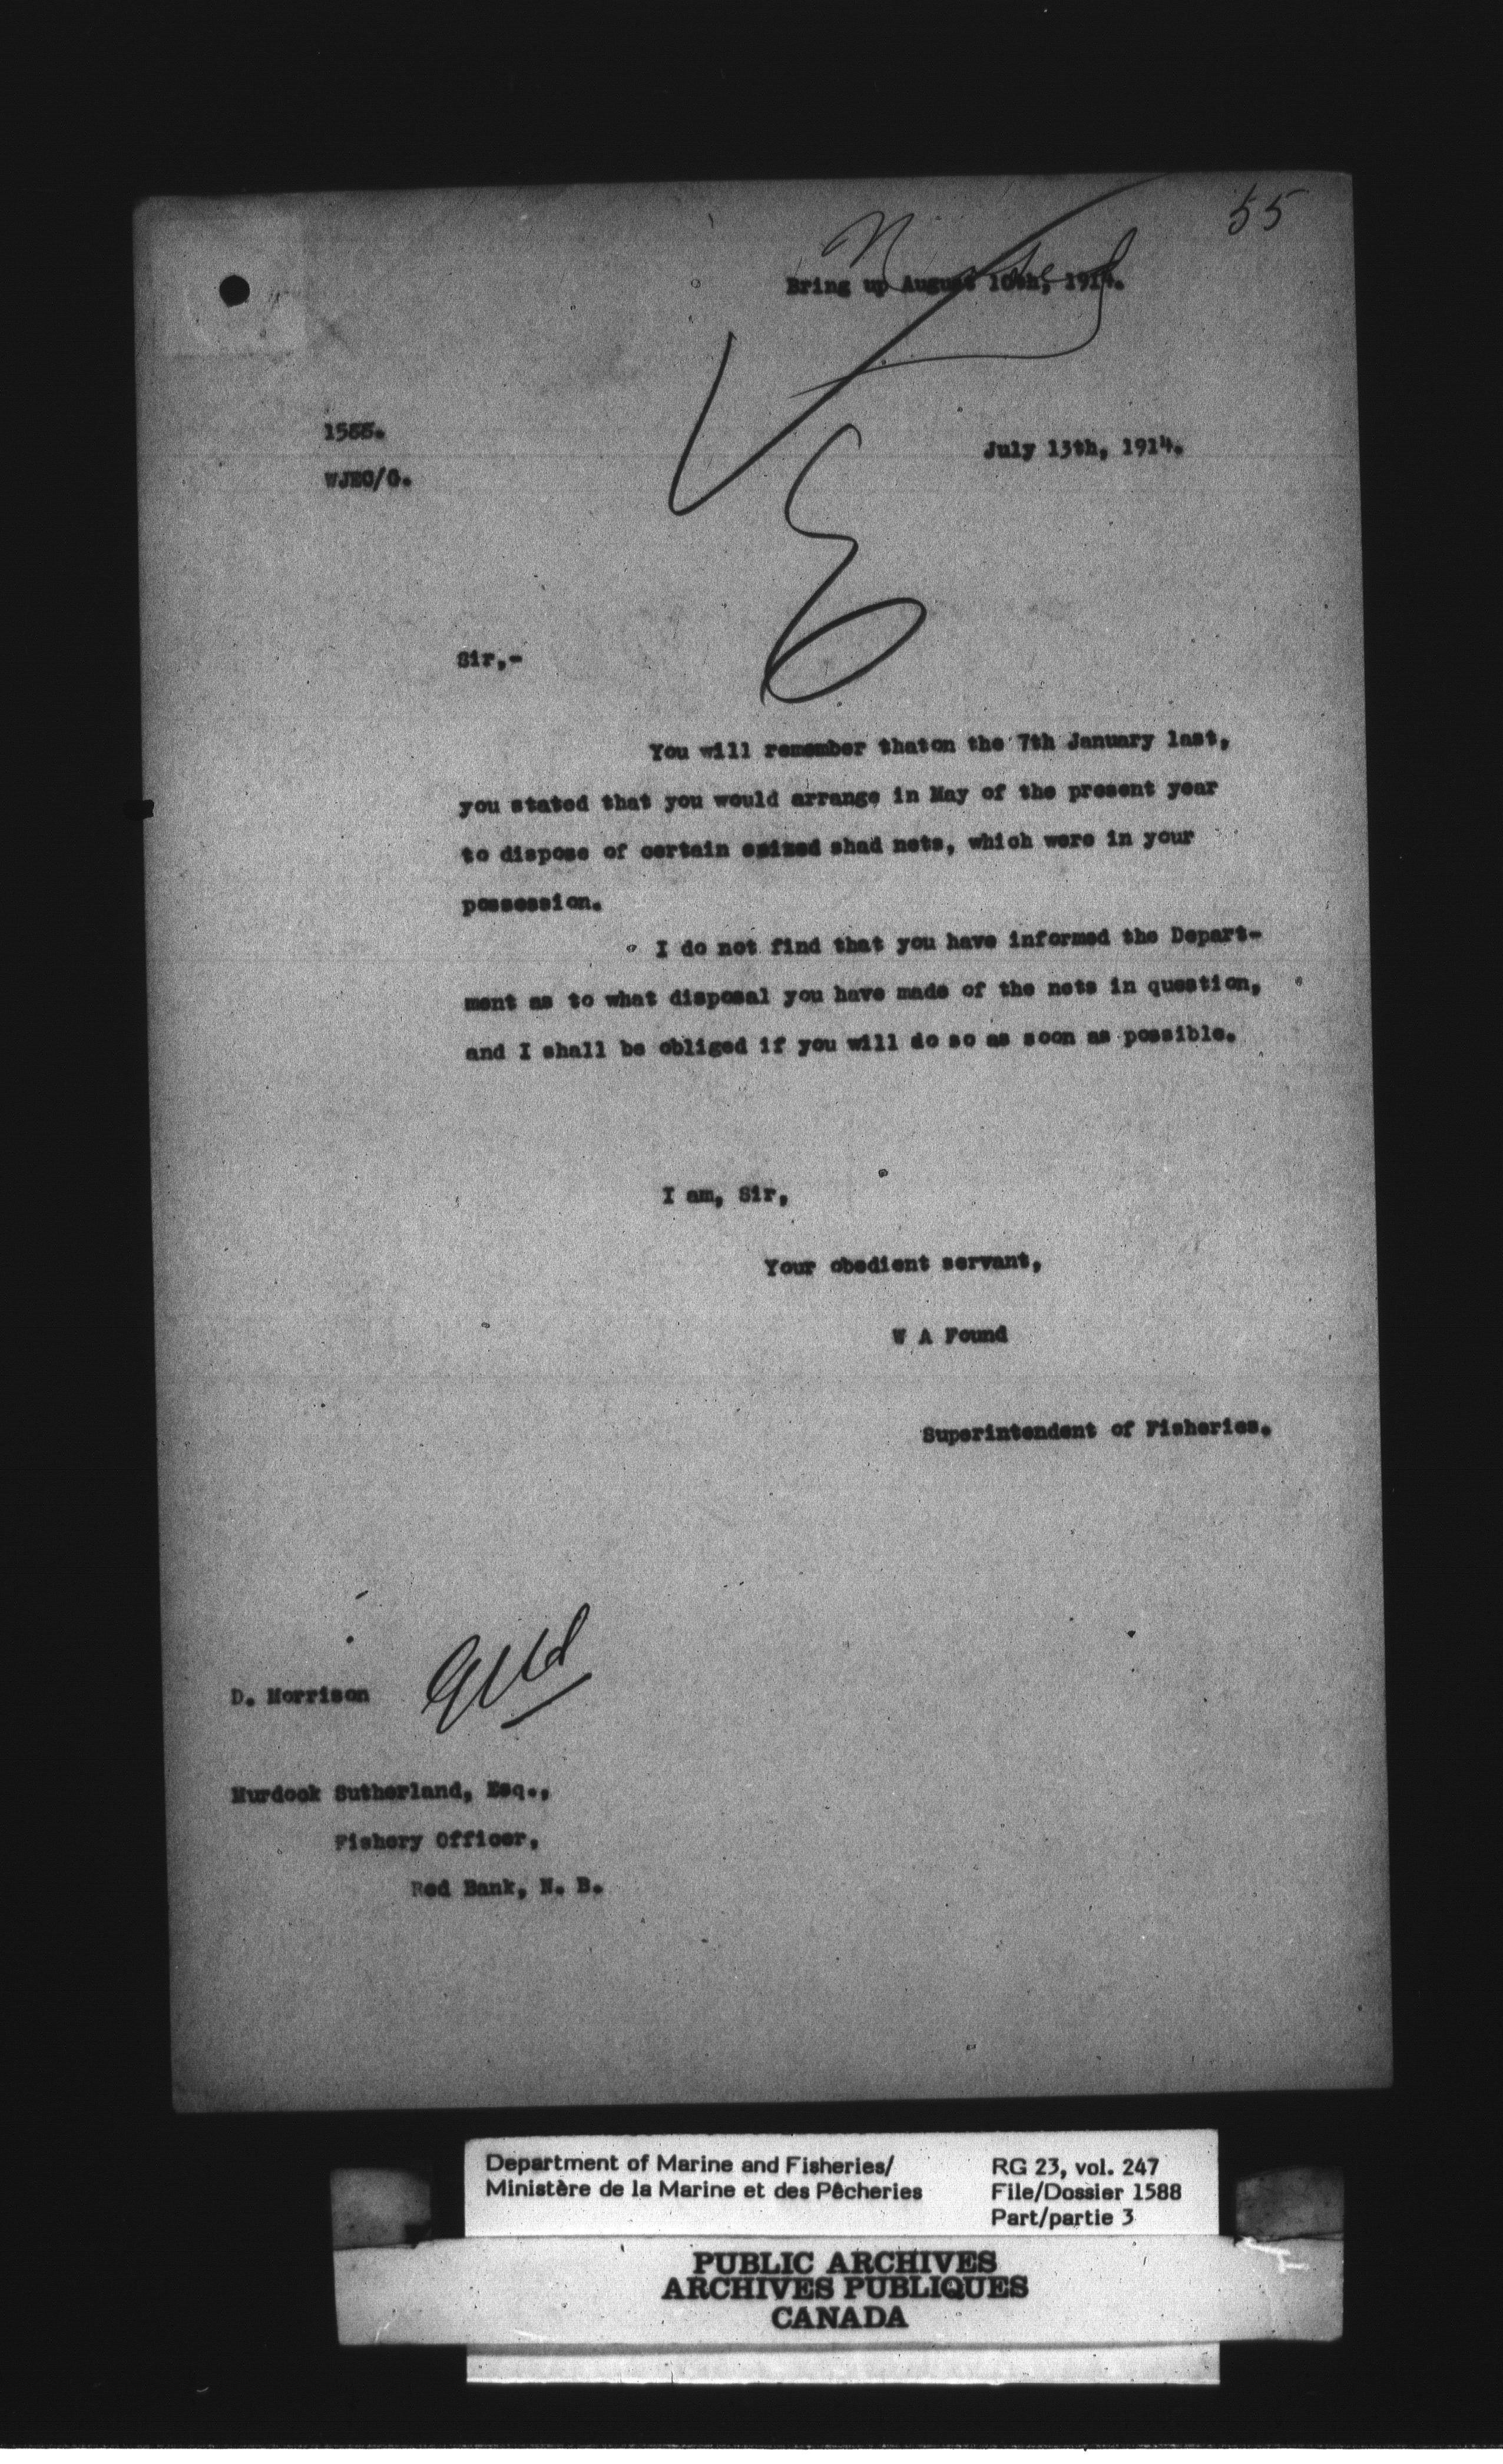 55
Noted
Bring up August 10th, 1914.
1588.
July 13th, 1914.
WJEC/G.
Sir,-
You will remember thaton the 7th January last,
you stated that you would arrange in May of the present year
to dispose of certain seized shad nets, which were in your
possession.
I do not find that you have informed the Depart-
ment as to what disposal you have made of the nets in question,
and I shall be obliged if you will do so as soon as possible.
I am, Sir,
Your obedient servant,
W A Found
Superintendent of Fisheries.
D. Morrison
Murdock Sutherland, Esq.,
Fishery Officer,
Red Bank, N. B.
Department of Marine and Fisheries/
Ministère de la Marine et des Pêcheries
RG 23, vol. 247
File/Dossier 1588
Part/partie 3
PUBLIC ARCHIVES
ARCHIVES PUBLIQUES
CANADA